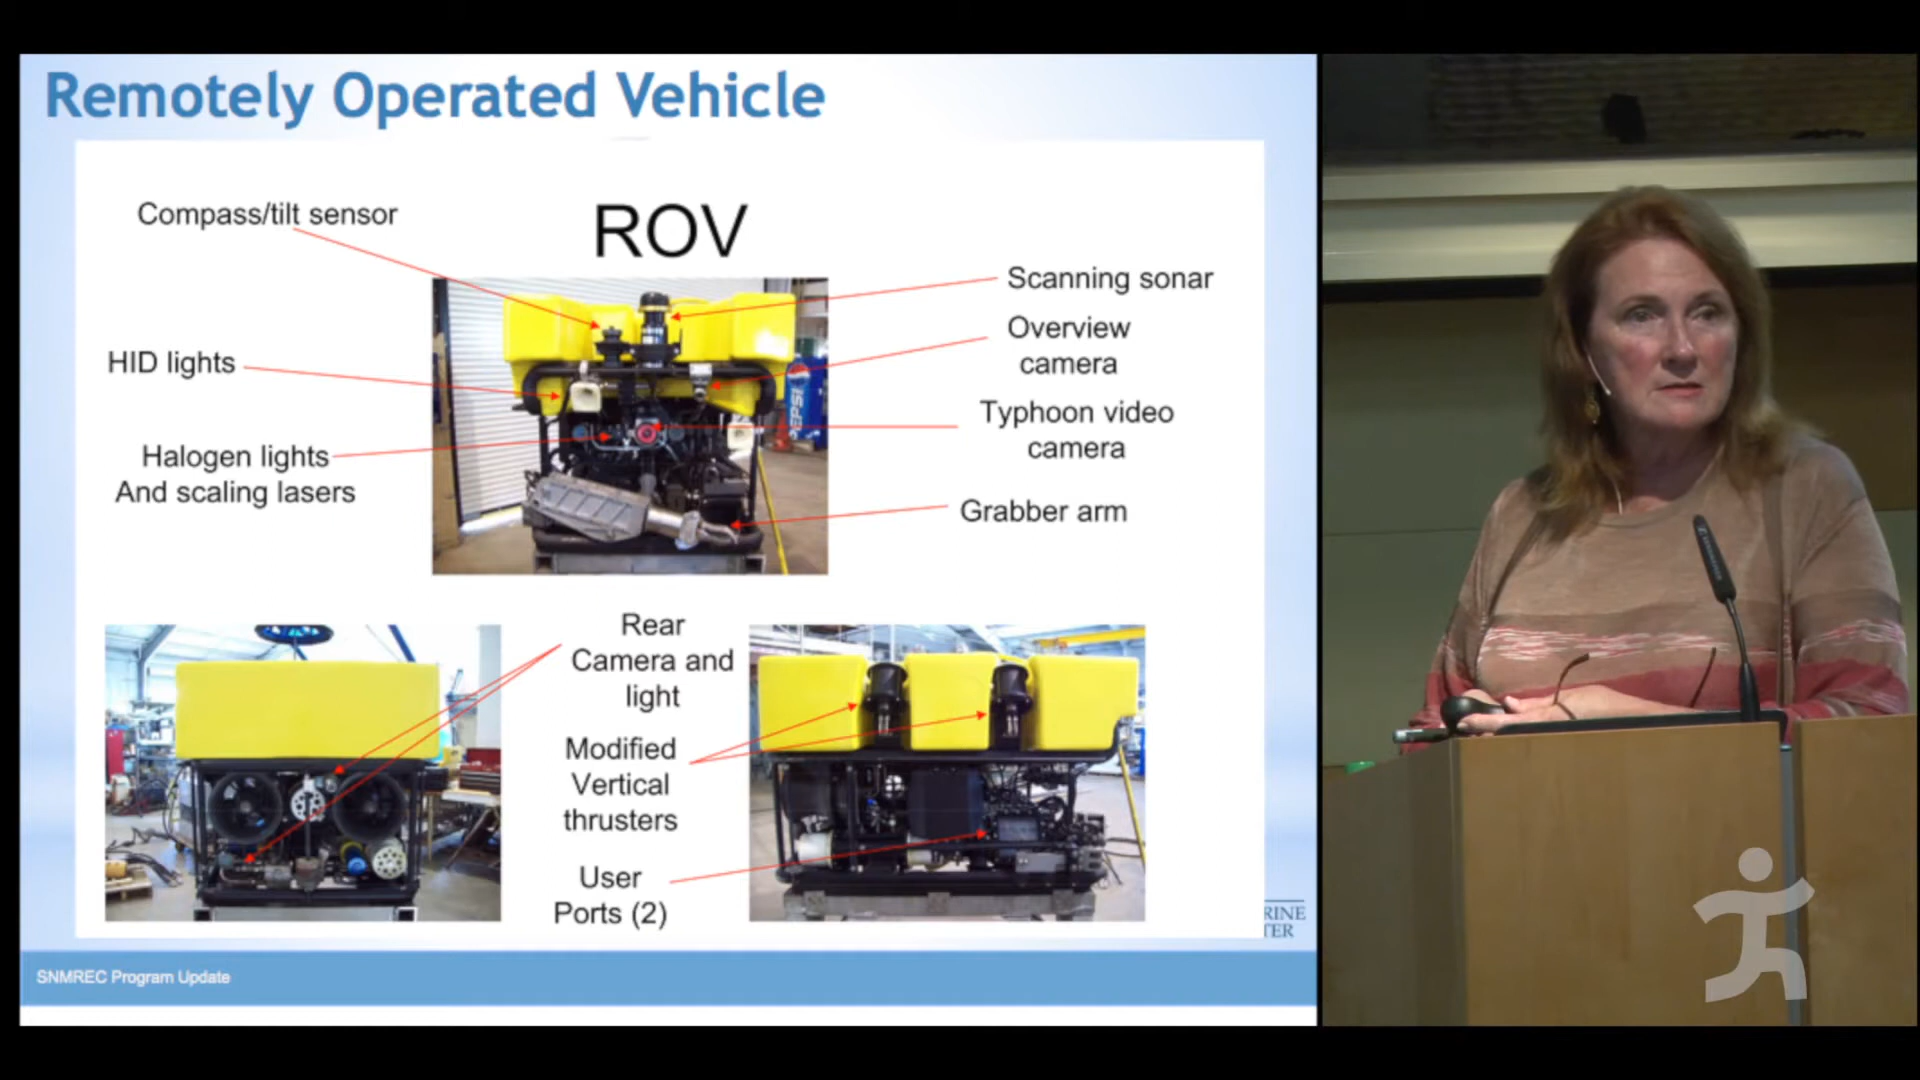 Remotely Operated Vehicle
ROV
Compass/tilt sensor
HID lights
Halogen lights
And scaling lasers
Scanning sonar
Overview
camera
Typhoon video
camera
Grabber arm
PEPSI
Rear
Camera and
light
Modified
Vertical
thrusters
User
Ports (2)
RINE
TER
SNMREC Program Update